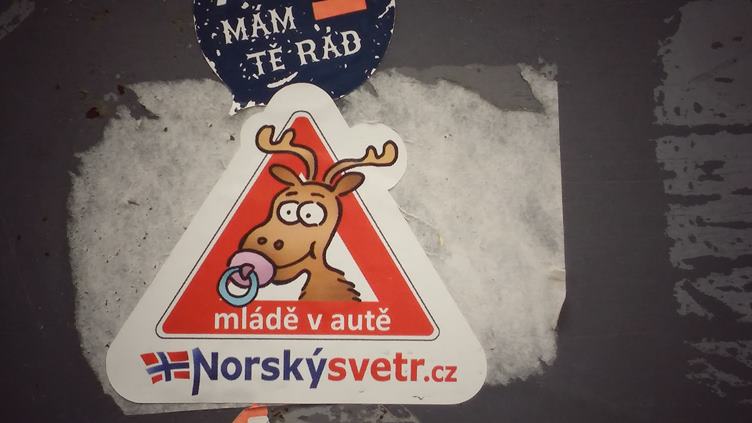 MÁM
TĚ RÁD
mládě v autě
Norskýsvetr.cz